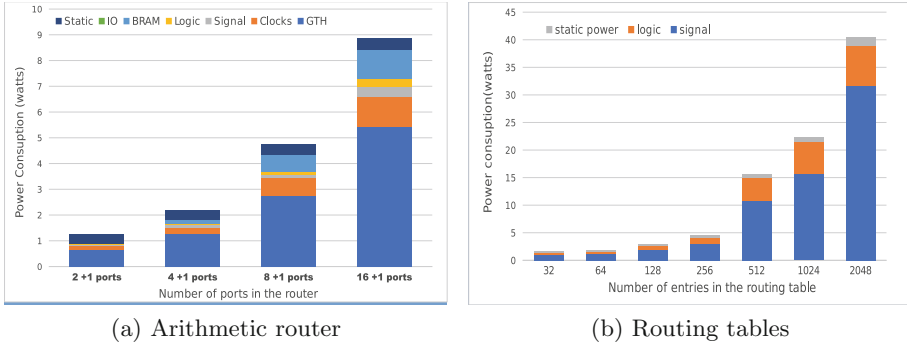 10
9
8
7
6
5
4
3
2
1
0
Power Consuption (watts)
Static IO BRAM Logic Signal Clocks GTH
2 +1 ports 4 +1 ports 8 +1 ports 16 +1 ports
Number of ports in the router
(a) Arithmetic router
45
40
35
30
25
20
15
10
5
0
Power consuption(watts)
static power logic signal
32 64 128 256 512 1024 2048
Number of entries in the routing table
(b) Routing tables